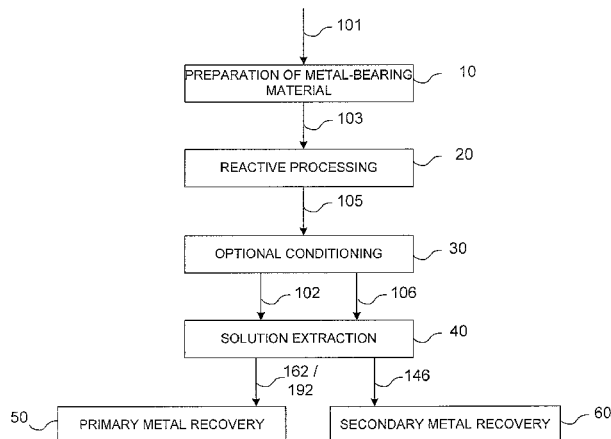 101
PREPARATION OF METAL-BEARING
MATERIAL
10
103
REACTIVE PROCESSING
20
105
OPTIONAL CONDITIONING
30
102
106
SOLUTION EXTRACTION
40
162 /
192
146
50
PRIMARY METAL RECOVERY
SECONDARY METAL RECOVERY
60